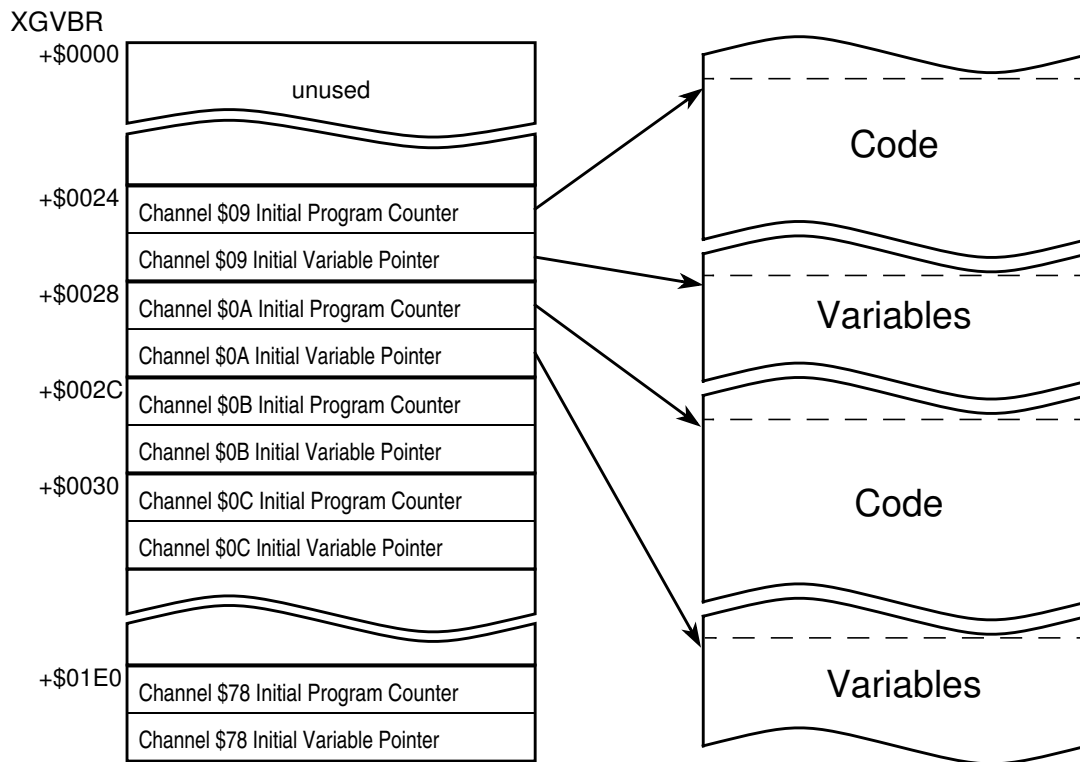 XGVBR
+$0000
unused
+$0024
Channel $09 Initial Program Counter
Channel $09 Initial Variable Pointer
+$0028
Channel $0A Initial Program Counter
Channel $0A Initial Variable Pointer
+$002C
Channel $0B Initial Program Counter
Channel $0B Initial Variable Pointer
+$0030
Channel $0C Initial Program Counter
Channel $0C Initial Variable Pointer
+$01E0
Channel $78 Initial Program Counter
Channel $78 Initial Variable Pointer
Code
Variables
Code
Variables